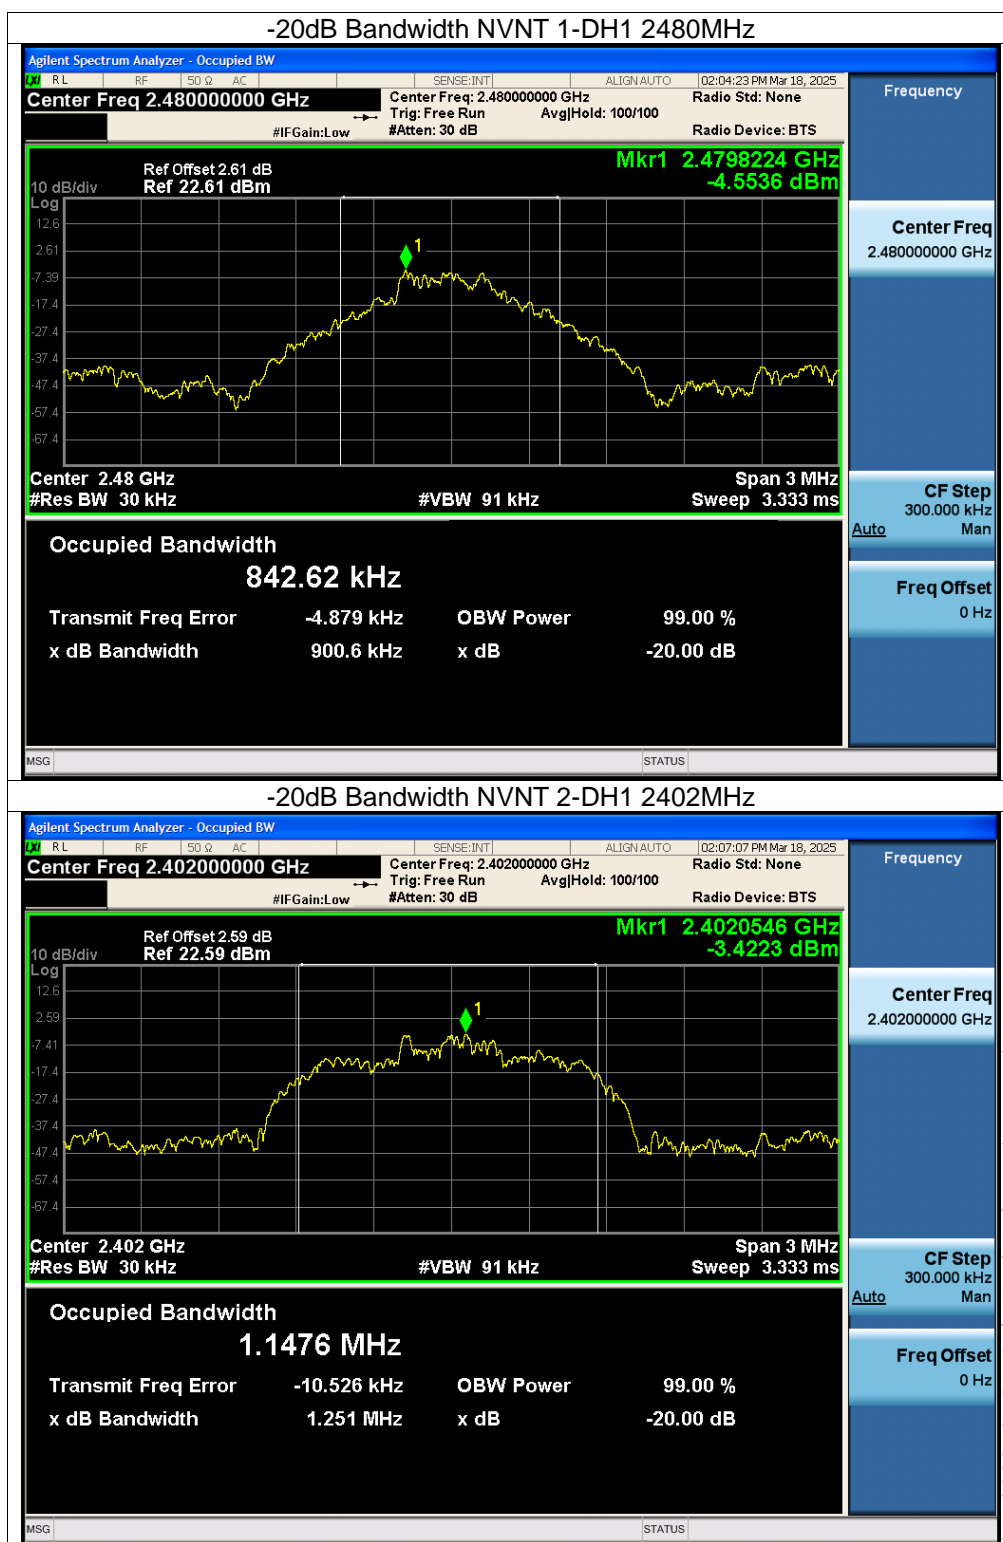 -20dB Bandwidth NVNT 1-DH1 2480MHz
Agilent Spectrum Analyzer - Occupied BW
LXI RL RF 50 Ω AC SENSE:INT ALIGN AUTO 02:04:23 PM Mar 18, 2025
Center Freq 2.480000000 GHz
Center Freq: 2.480000000 GHz Radio Std: None
Trig: Free Run Avg|Hold: 100/100
#IFGain:Low #Atten: 30 dB Radio Device: BTS
Frequency
Mkr1 2.4798224 GHz
-4.5536 dBm
Ref Offset 2.61 dB
10 dB/div Ref 22.61 dBm
Log
12.6
2.61
-7.39
-17.4
-27.4
-37.4
-47.4
-57.4
-67.4
1
Center 2.48 GHz Span 3 MHz
#Res BW 30 kHz #VBW 91 kHz Sweep 3.333 ms
Center Freq
2.480000000 GHz
CF Step
300.000 kHz
Auto Man
Freq Offset
0 Hz
Occupied Bandwidth
842.62 kHz
Transmit Freq Error -4.879 kHz OBW Power 99.00 %
x dB Bandwidth 900.6 kHz x dB -20.00 dB
MSG STATUS
-20dB Bandwidth NVNT 2-DH1 2402MHz
Agilent Spectrum Analyzer - Occupied BW
LXI RL RF 50 Ω AC SENSE:INT ALIGN AUTO 02:07:07 PM Mar 18, 2025
Center Freq 2.402000000 GHz
Center Freq: 2.402000000 GHz Radio Std: None
Trig: Free Run Avg|Hold: 100/100
#IFGain:Low #Atten: 30 dB Radio Device: BTS
Frequency
Mkr1 2.4020546 GHz
-3.4223 dBm
Ref Offset 2.59 dB
10 dB/div Ref 22.59 dBm
Log
12.6
2.59
-7.41
-17.4
-27.4
-37.4
-47.4
-57.4
-67.4
1
Center 2.402 GHz Span 3 MHz
#Res BW 30 kHz #VBW 91 kHz Sweep 3.333 ms
Center Freq
2.402000000 GHz
CF Step
300.000 kHz
Auto Man
Freq Offset
0 Hz
Occupied Bandwidth
1.1476 MHz
Transmit Freq Error -10.526 kHz OBW Power 99.00 %
x dB Bandwidth 1.251 MHz x dB -20.00 dB
MSG STATUS